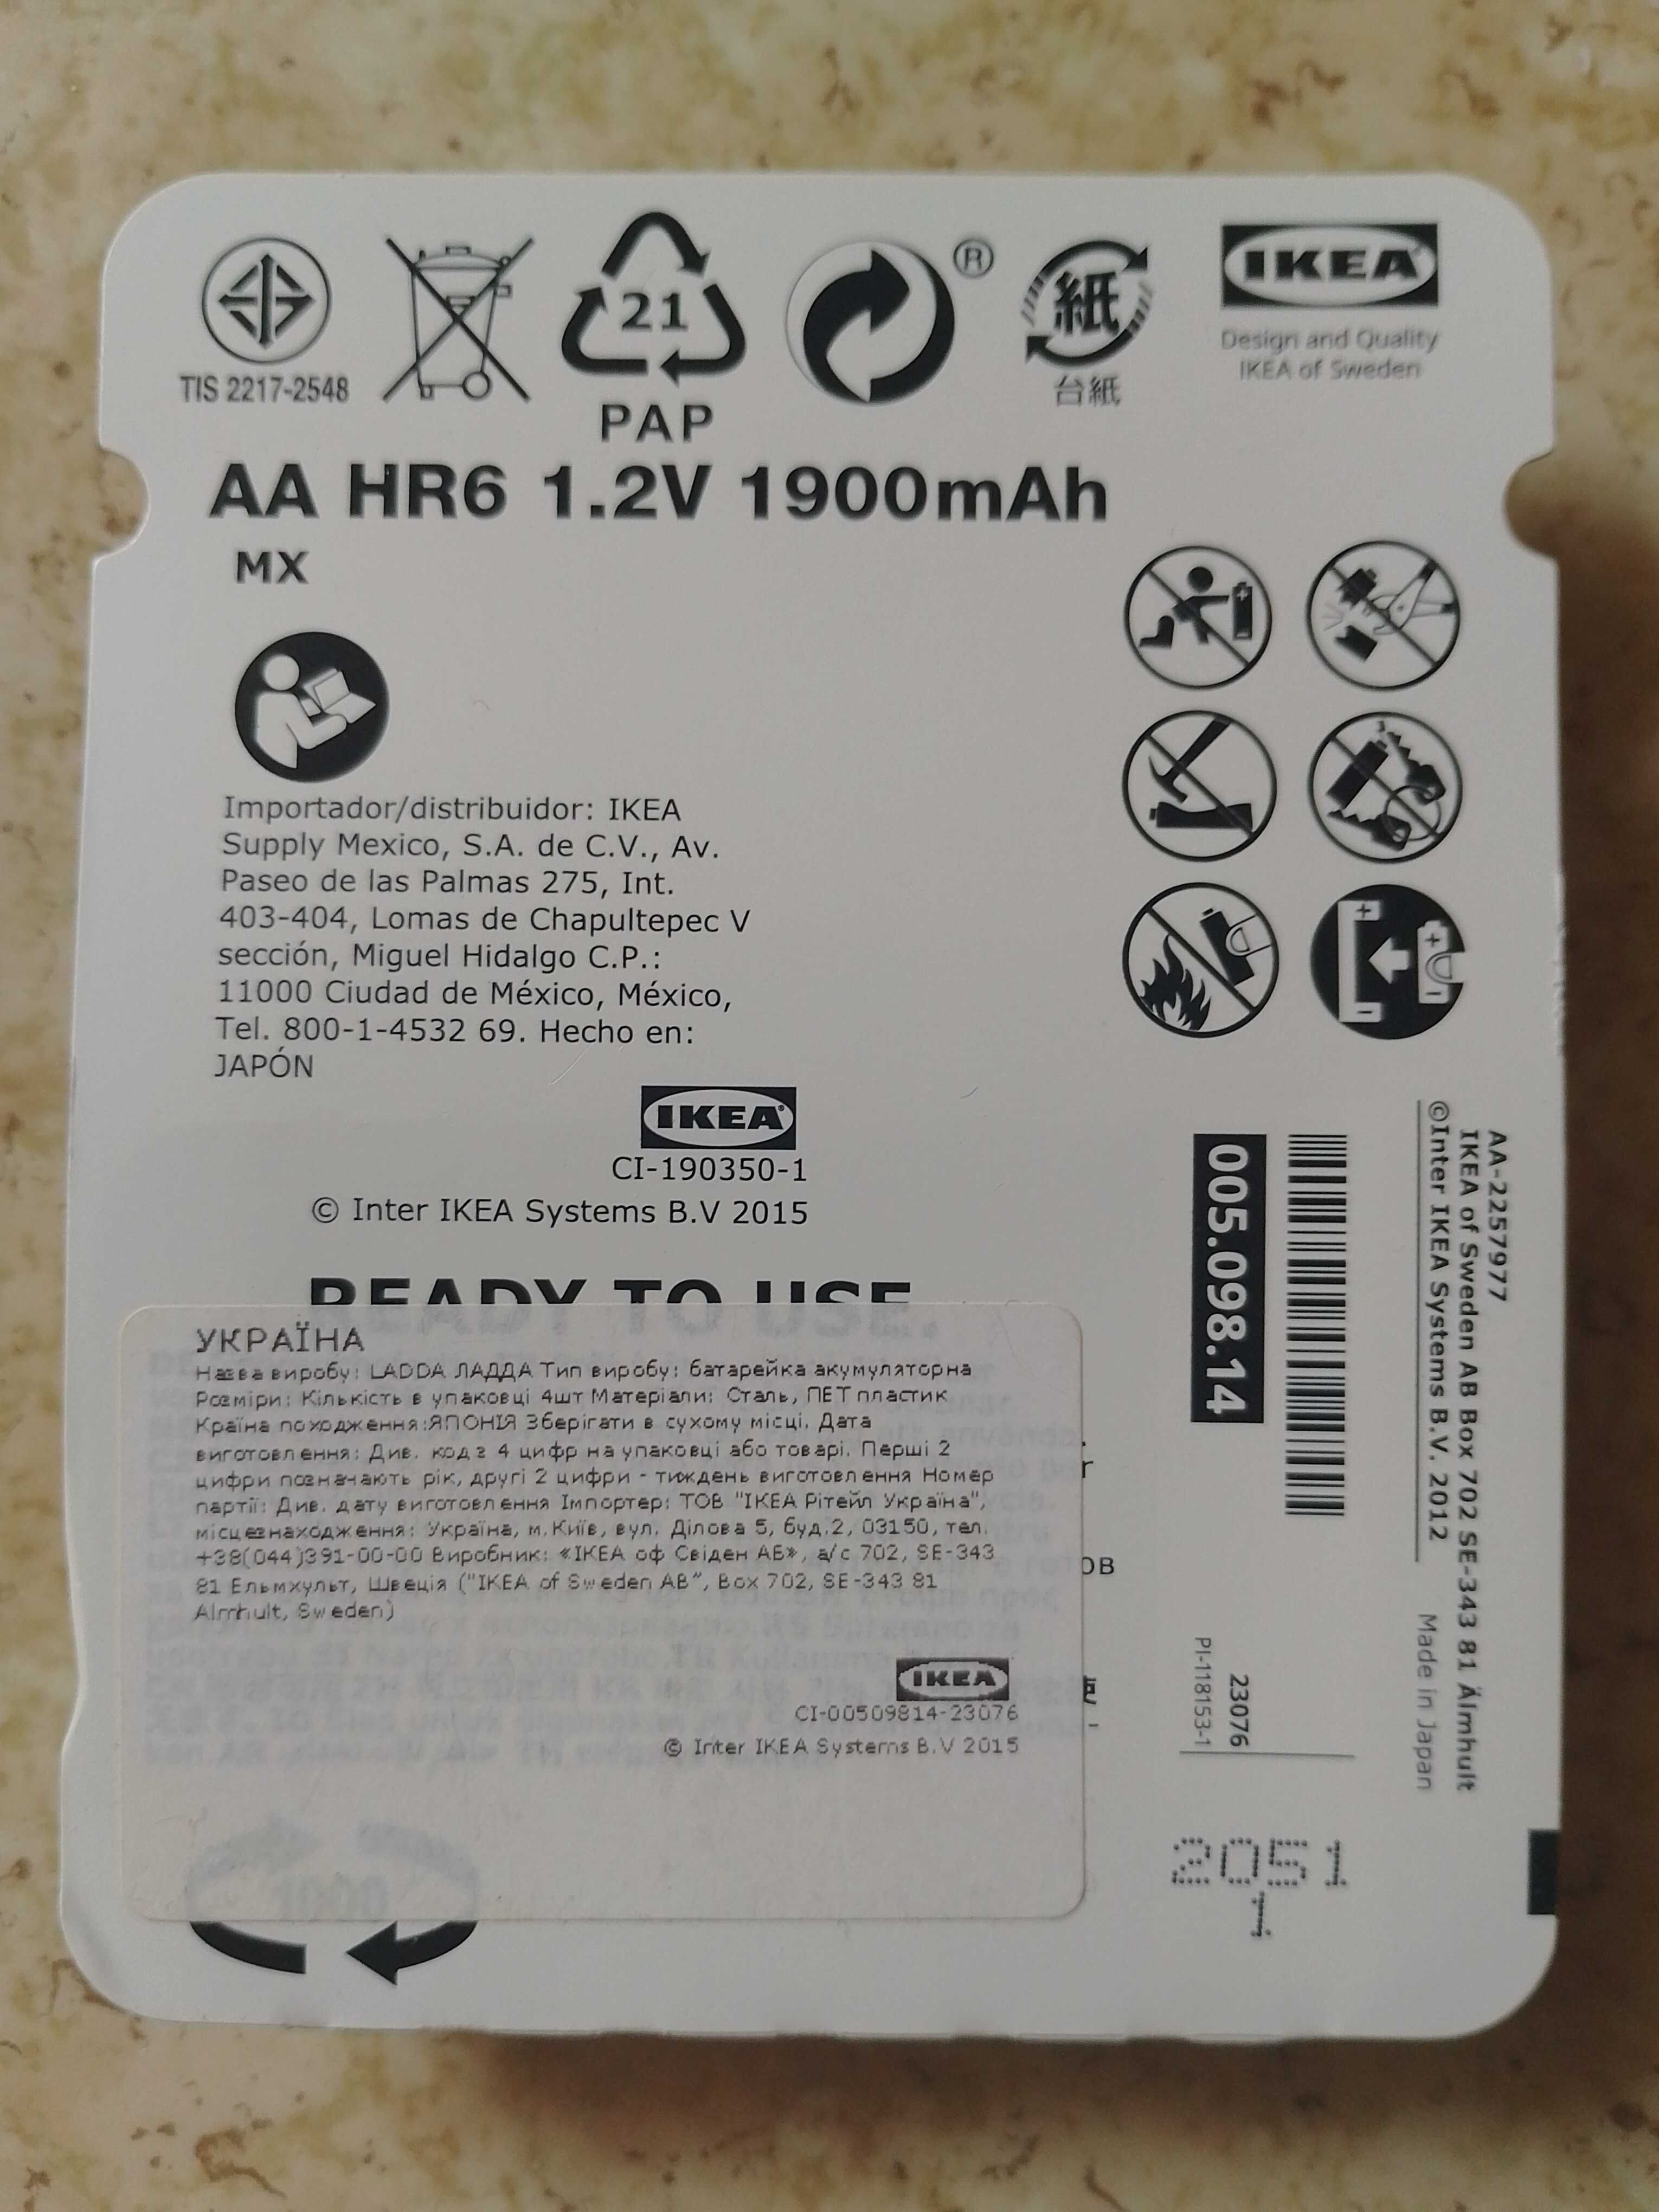 TIS 2217-2548
21
PAP
®
紙
台紙
IKEA
Design and Quality
IKEA of Sweden
AA HR6 1.2V 1900mAh
MX
Importador/distribuidor: IKEA
Supply Mexico, S.A. de C.V., Av.
Paseo de las Palmas 275, Int.
403-404, Lomas de Chapultepec V
sección, Miguel Hidalgo C.P.:
11000 Ciudad de México, México,
Tel. 800-1-4532 69. Hecho en:
JAPÓN
IKEA
CI-190350-1
© Inter IKEA Systems B.V 2015
READY TO USE.
УКРАЇНА
Назва виробу: LADDA ЛАДДА Тип виробу: батарейка акумуляторна
Розміри: Кількість в упаковці 4шт Матеріали: Сталь, ПЕТ пластик
Країна походження:ЯПОНІЯ Зберігати в сухому місці. Дата
виготовлення: Див. код з 4 цифр на упаковці або товарі. Перші 2
цифри позначають рік, другі 2 цифри - тиждень виготовлення Номер
партії: Див. дату виготовлення Імпортер: ТОВ "ІКЕА Рітейл Україна",
місцезнаходження: Україна, м.Київ, вул. Ділова 5, буд.2, 03150, тел.
+38(044)391-00-00 Виробник: «ІКЕА оф Свіден АБ», а/с 702, SE-343
81 Ельмхульт, Швеція ("IKEA of Sweden AB", Box 702, SE-343 81
Almhult, Sweden)
IKEA
CI-00509814-23076
© Inter IKEA Systems B.V 2015
1000
AA-2257977
IKEA of Sweden AB Box 702 SE-343 81 Älmhult
©Inter IKEA Systems B.V. 2012
Made in Japan
005.098.14
23076
PI-118153-1
2051
1